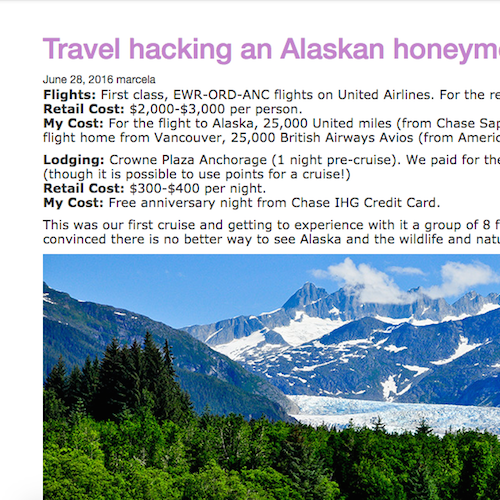 Travel hacking an Alaskan
June 28, 2016 marcela
Flights: First class, EWR-ORD-ANC flights on United Airlines. For the
Retail Cost: $2,000-$3,000 per person.
My Cost: For the flight to Alaska, 25,000 United miles (from Chase
flight home from Vancouver, 25,000 British Airways Avios (from
Lodging: Crowne Plaza Anchorage (1 night pre-cruise). We paid for the
(though it is possible to use points for a cruise!)
Retail Cost: $300-$400 per night.
My Cost: Free anniversary night from Chase IHG Credit Card.
This was our first cruise and getting to experience with it a group of 8
convinced there is no better way to see Alaska and the wildlife and